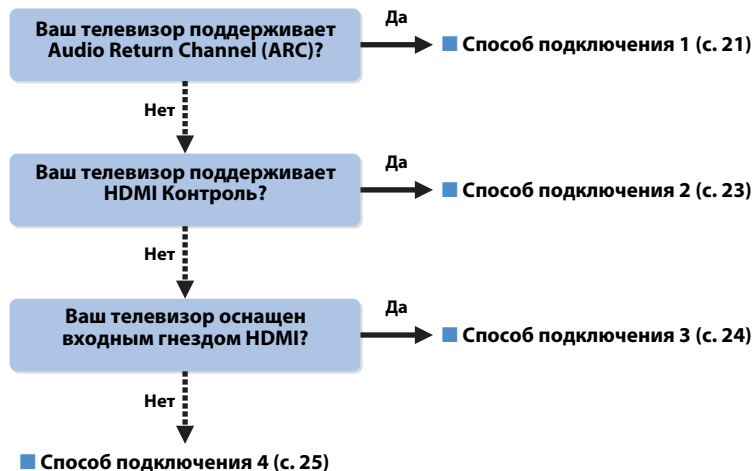 Ваш телевизор поддерживает
Audio Return Channel (ARC)?
Да
Способ подключения 1 (с. 21)
Нет
Ваш телевизор поддерживает
HDMI Контроль?
Да
Способ подключения 2 (с. 23)
Нет
Ваш телевизор оснащен
входным гнездом HDMI?
Да
Способ подключения 3 (с. 24)
Нет
Способ подключения 4 (с. 25)